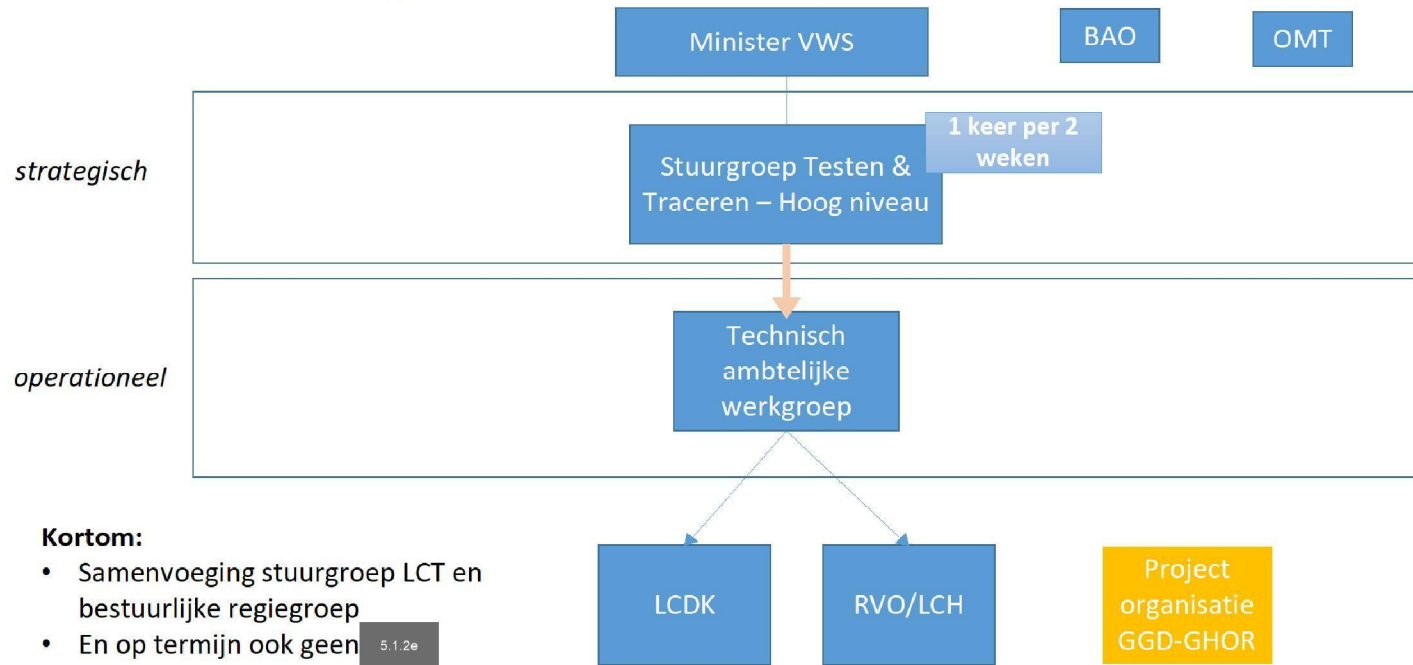 Minister VWS
BAO
OMT
strategisch
1 keer per 2
weken
Stuurgroep Testen &
Traceren – Hoog niveau
operationeel
Technisch
ambtelijke
werkgroep
Kortom:
• Samenvoeging stuurgroep LCT en
bestuurlijke regiegroep
• En op termijn ook geen 5.1.2e
LCDK
RVO/LCH
Project
organisatie
GGD-GHOR